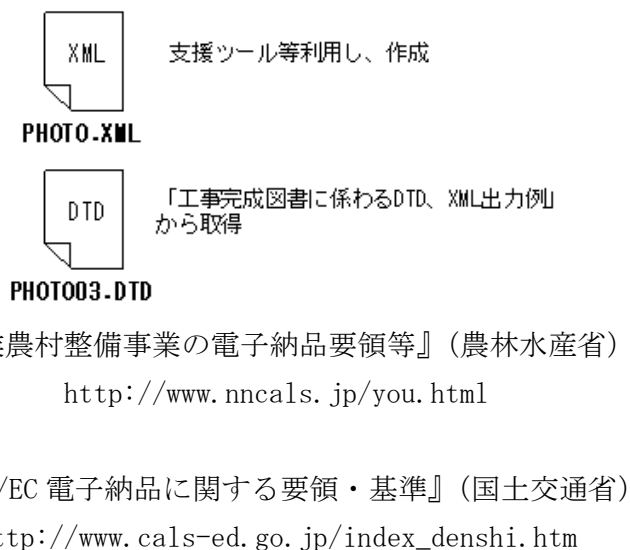 XML
支援ツール等利用し、作成
PHOTO.XML
DTD
「工事完成図書に係わるDTD、XML出力例」
から取得
PHOTO03.DTD
農村整備事業の電子納品要領等』(農林水産省)
http://www.nncals.jp/you.html
/EC 電子納品に関する要領・基準』(国土交通省)
ttp://www.cals-ed.go.jp/index_denshi.htm